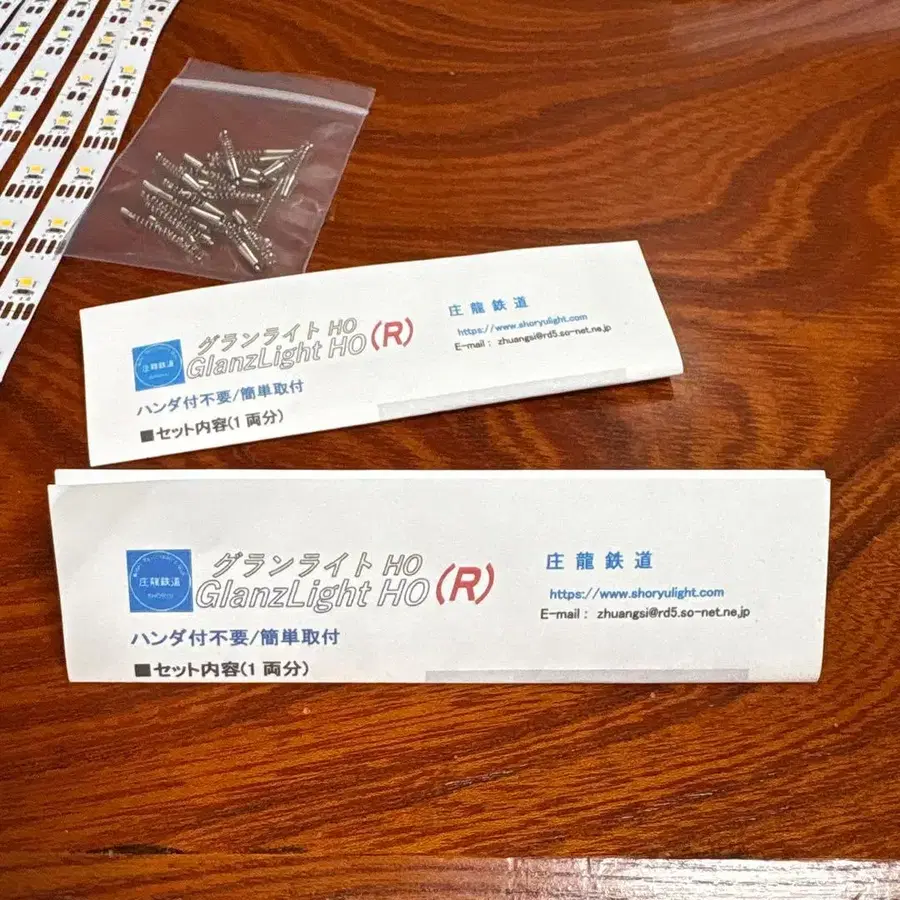 グランライト HO
GlanzLight HO (R)
庄龍鉄道
庄 龍 鉄 道
https://www.shoryulight.com
E-mail : zhuangsi@rd5.so-net.ne.jp
ハンダ付不要/簡単取付
■セット内容(1 両分)
グランライト HO
GlanzLight HO (R)
庄龍鉄道
庄 龍 鉄 道
https://www.shoryulight.com
E-mail : zhuangsi@rd5.so-net.ne.jp
ハンダ付不要/簡単取付
■セット内容(1 両分)